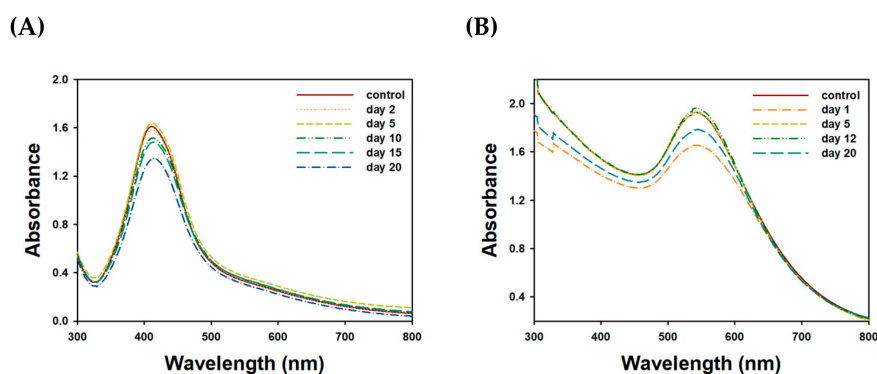 (A)
(B)
2.0
1.6
1.2
0.8
0.4
0.0
Absorbance
300
400
500
600
700
800
Wavelength (nm)
control
day 2
day 5
day 10
day 15
day 20
2.0
1.6
1.2
0.8
0.4
Absorbance
300
400
500
600
700
800
Wavelength (nm)
control
day 1
day 5
day 12
day 20